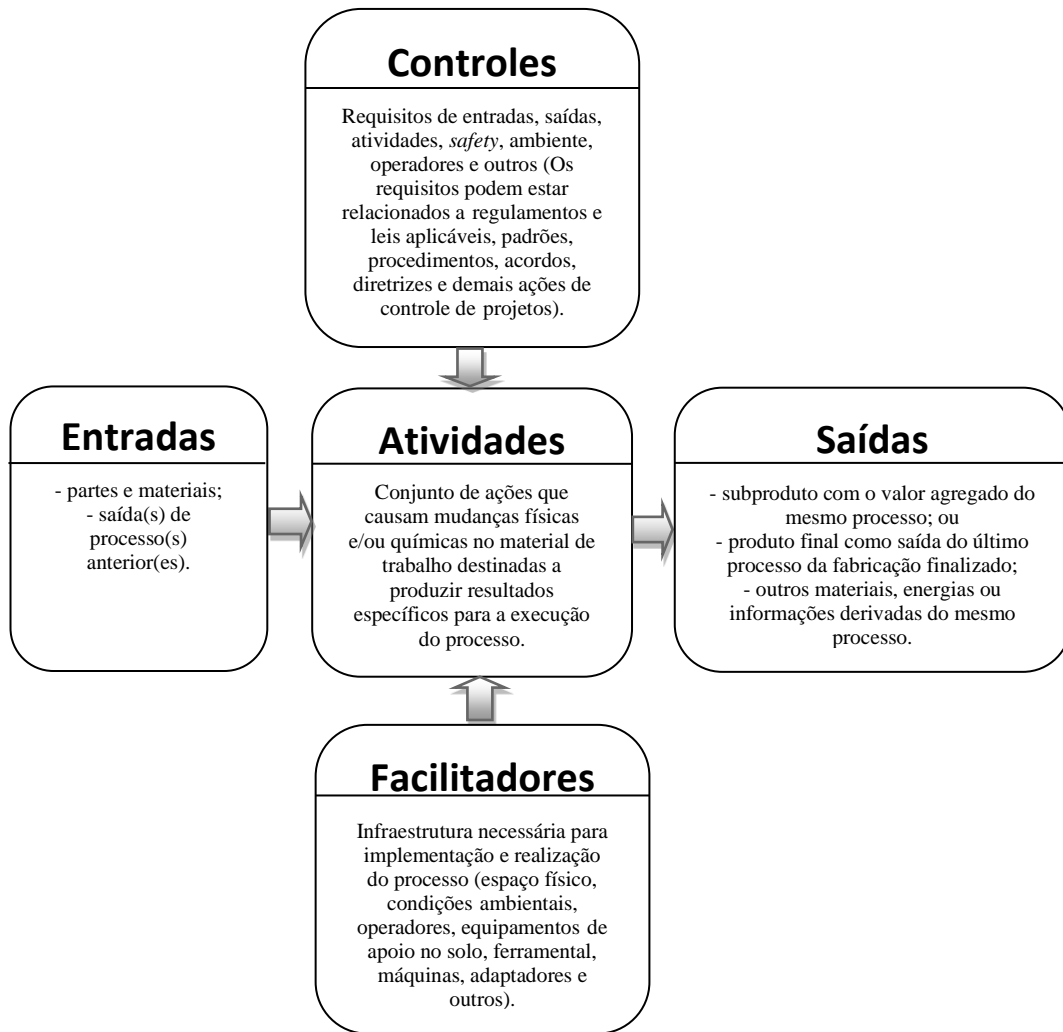 Controles
Requisitos de entradas, saídas,
atividades, safety, ambiente,
operadores e outros (Os
requisitos podem estar
relacionados a regulamentos e
leis aplicáveis, padrões,
procedimentos, acordos,
diretrizes e demais ações de
controle de projetos).
Entradas
- partes e materiais;
- saída(s) de
processo(s)
anterior(es).
Atividades
Conjunto de ações que
causam mudanças físicas
e/ou químicas no material de
trabalho destinadas a
produzir resultados
específicos para a execução
do processo.
Saídas
- subproduto com o valor agregado do
mesmo processo; ou
- produto final como saída do último
processo da fabricação finalizado;
- outros materiais, energias ou
informações derivadas do mesmo
processo.
Facilitadores
Infraestrutura necessária para
implementação e realização
do processo (espaço físico,
condições ambientais,
operadores, equipamentos de
apoio no solo, ferramental,
máquinas, adaptadores e
outros).